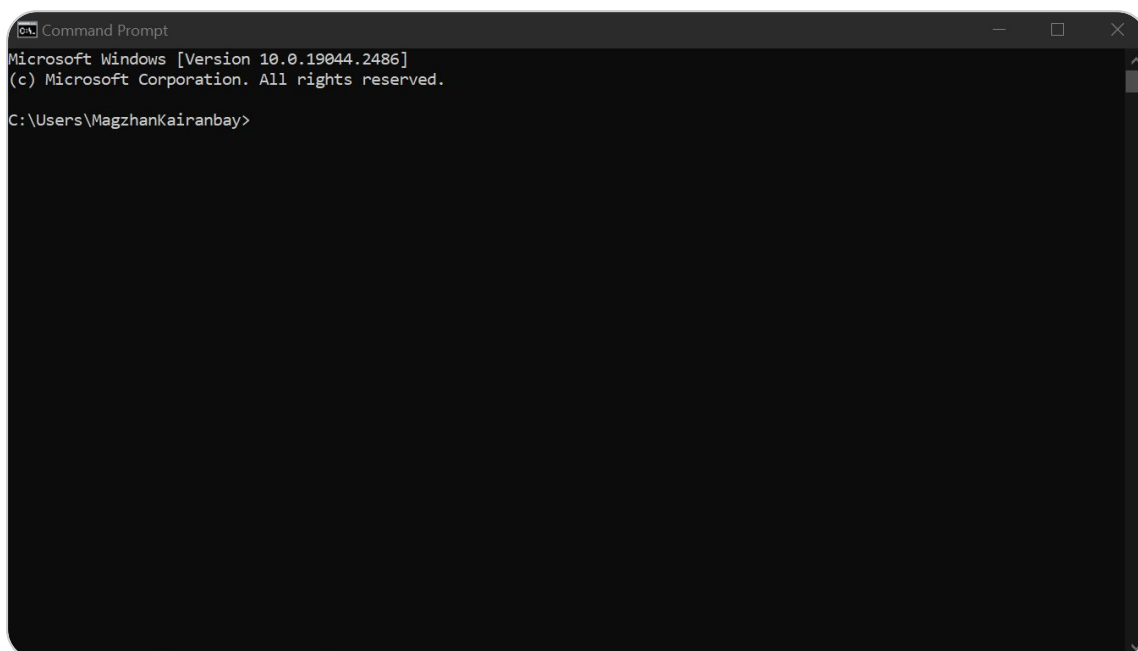 Command Prompt
Microsoft Windows [Version 10.0.19044.2486]
(c) Microsoft Corporation. All rights reserved.
C:\Users\MagzhanKairanbay>